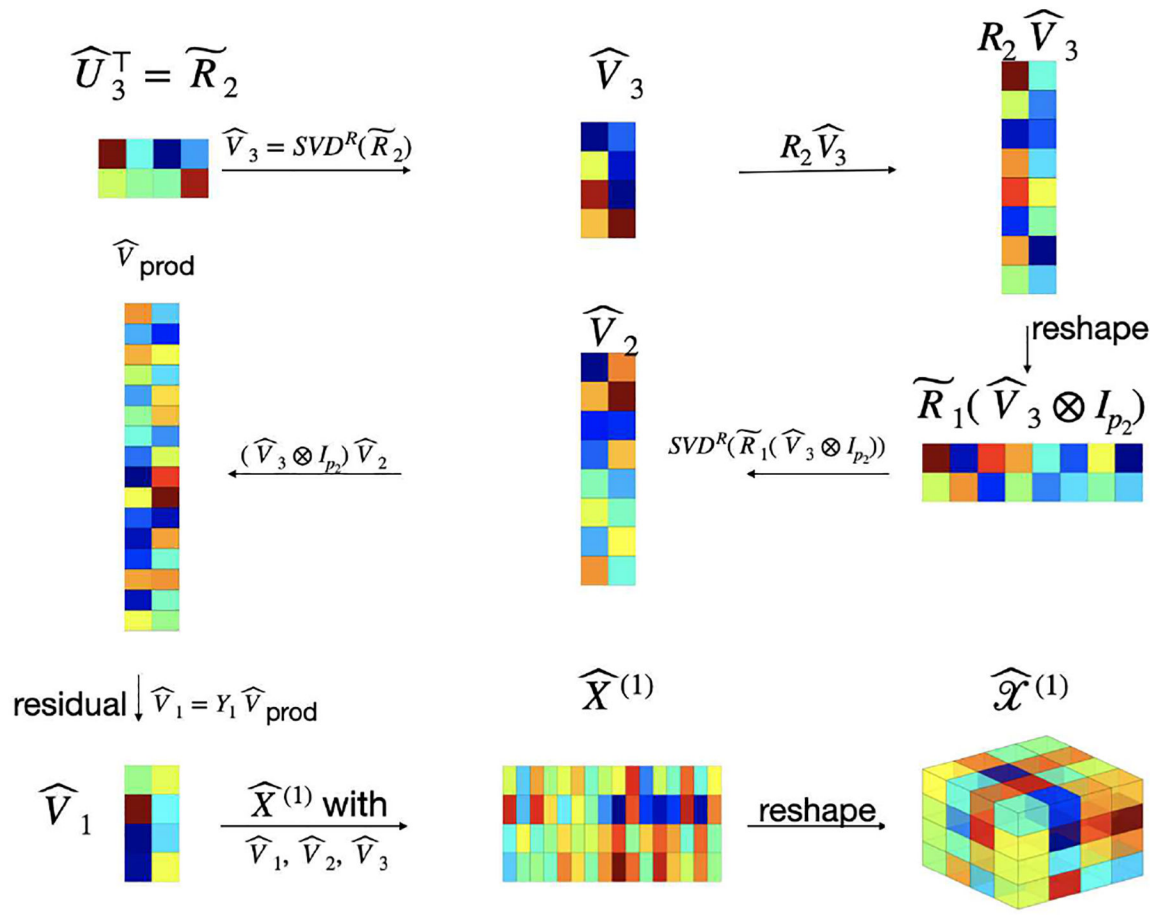 Û₃ᵀ = R̃₂
V̂₃ = SVDᴿ(R̃₂)
V̂₃
R₂V̂₃
R₂ V̂₃
reshape
R̃₁(V̂₃ ⊗ I_{p₂})
SVDᴿ(R̃₁(V̂₃ ⊗ I_{p₂}))
V̂₂
(V̂₃ ⊗ I_{p₂})V̂₂
V̂prod
residual V̂₁ = Y₁V̂prod
V̂₁
X̂⁽¹⁾ with
V̂₁, V̂₂, V̂₃
X̂⁽¹⁾
reshape
𝒳̂⁽¹⁾